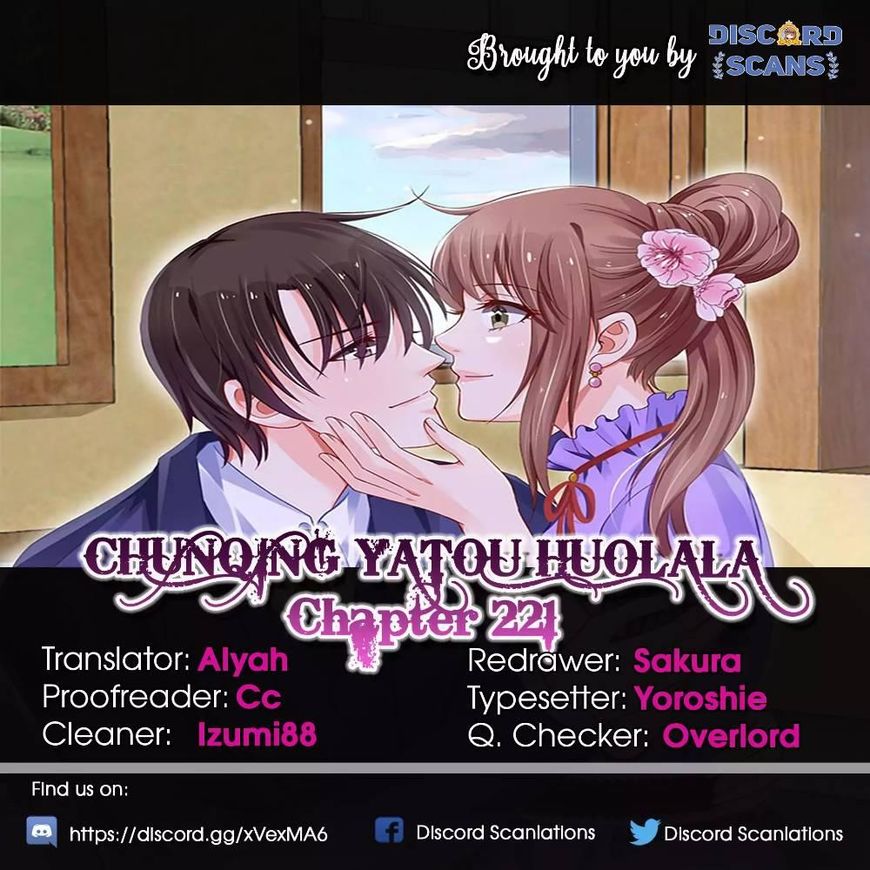 Brought to you by DISCORD SCANS
CHUNQING YATOU HUOLALA
Chapter 221
Translator: Alyah
Proofreader: Cc
Cleaner: Izumi88
Redrawer: Sakura
Typesetter: Yoroshie
Q. Checker: Overlord
Find us on:
https://discord.gg/xVexMA6
Discord Scanlations
Discord Scanlations